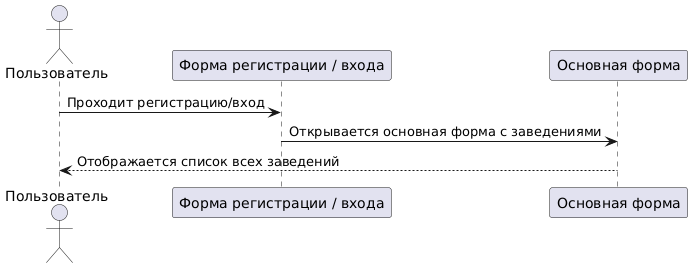 Пользователь
Форма регистрации / входа
Основная форма
Проходит регистрацию/вход
Открывается основная форма с заведениями
Отображается список всех заведений
Пользователь
Форма регистрации / входа
Основная форма